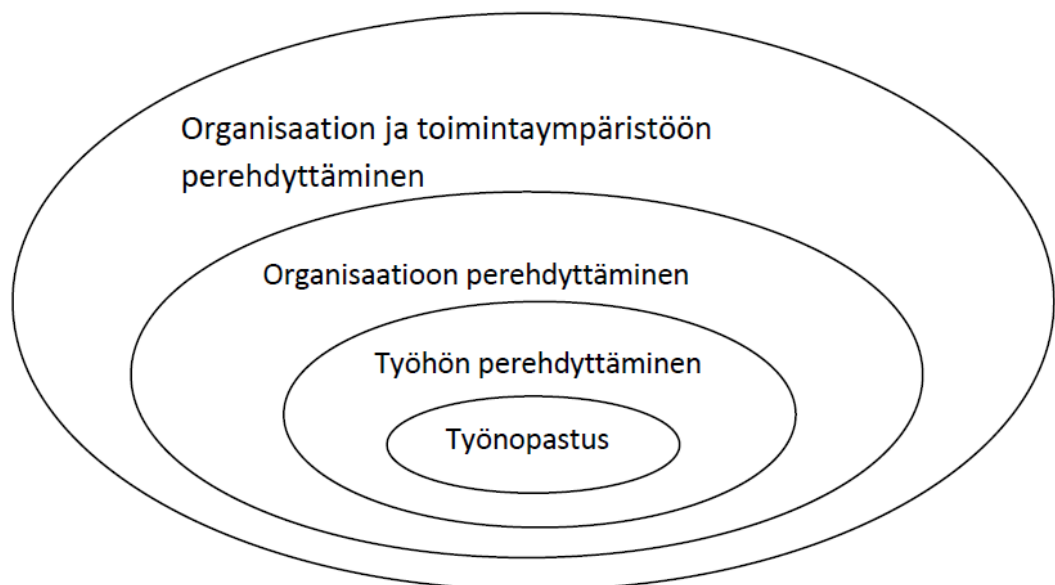 Organisaation ja toimintaympäristöön
perehdyttäminen
Organisaatioon perehdyttäminen
Työhön perehdyttäminen
Työnopastus